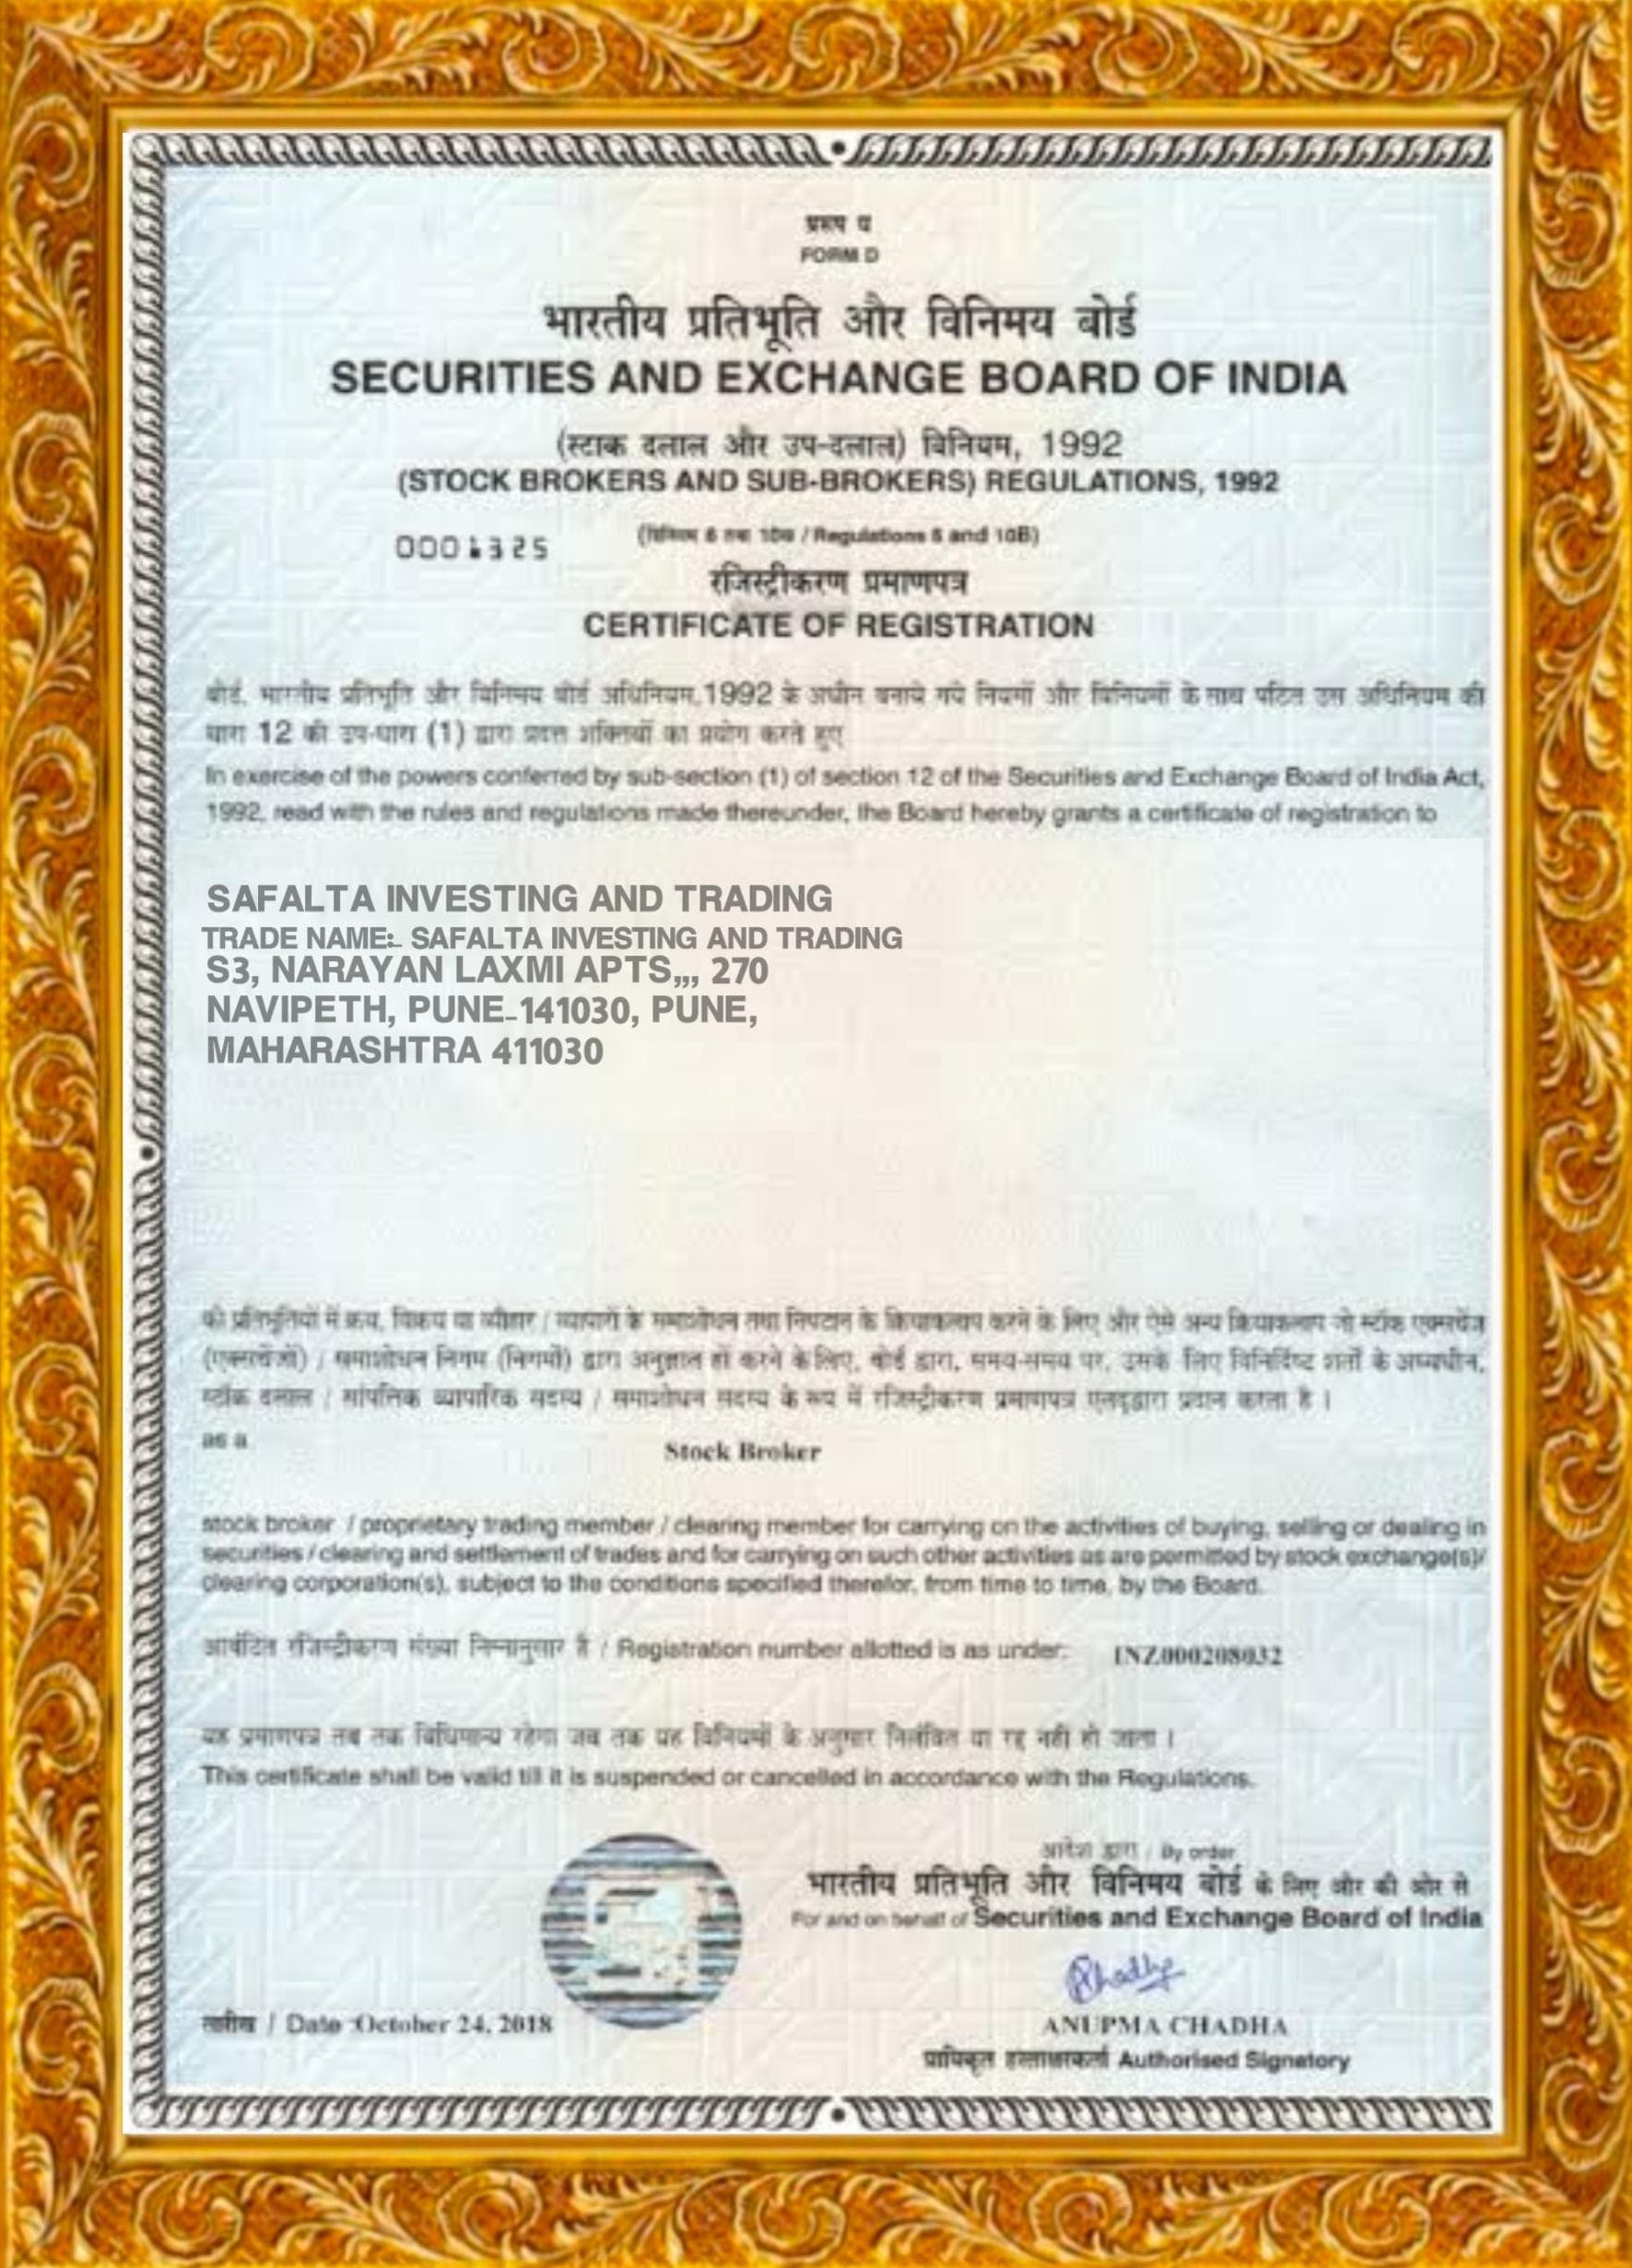 प्ररूप घ
FORM D
भारतीय प्रतिभूति और विनिमय बोर्ड
SECURITIES AND EXCHANGE BOARD OF INDIA
(स्टाक दलाल और उप-दलाल) विनियम, 1992
(STOCK BROKERS AND SUB-BROKERS) REGULATIONS, 1992
0001325
/ Regulations 6 and 10B)
रजिस्ट्रीकरण प्रमाणपत्र
CERTIFICATE OF REGISTRATION
बोर्ड, भारतीय प्रतिभूति और विनिमय बोर्ड अधिनियम, 1992 के अधीन बनाये गये नियमों और विनियमों के साथ पठित उस अधिनियम की
धारा 12 की उप-धारा (1) द्वारा प्रदत्त शक्तियों का प्रयोग करते हुए
In exercise of the powers conferred by sub-section (1) of section 12 of the Securities and Exchange Board of India Act,
1992, read with the rules and regulations made thereunder, the Board hereby grants a certificate of registration to
SAFALTA INVESTING AND TRADING
TRADE NAME:- SAFALTA INVESTING AND TRADING
S3, NARAYAN LAXMI APTS,,, 270
NAVIPETH, PUNE-141030, PUNE,
MAHARASHTRA 411030
की प्रतिभूतियों में क्रय, विक्रय या व्यौहार / व्यापारों के समाशोधन तथा निपटान के क्रियाकलाप करने के लिए और ऐसे अन्य क्रियाकलाप जो स्टॉक एक्सचेंज
(एक्सचेंजों) / समाशोधन निगम (निगमों) द्वारा अनुज्ञात हों करने के लिए, बोर्ड द्वारा, समय-समय पर, उसके लिए विनिर्दिष्ट शर्तों के अध्यधीन,
स्टॉक दलाल / सांपत्तिक व्यापारिक सदस्य / समाशोधन सदस्य के रूप में रजिस्ट्रीकरण प्रमाणपत्र एतद्द्वारा प्रदान करता है ।
as a
Stock Broker
stock broker / proprietary trading member / clearing member for carrying on the activities of buying, selling or dealing in
securities / clearing and settlement of trades and for carrying on such other activities as are permitted by stock exchange(s)/
clearing corporation(s), subject to the conditions specified therefor, from time to time, by the Board.
आबंटित रजिस्ट्रीकरण संख्या निम्नानुसार है / Registration number allotted is as under: INZ000208032
यह प्रमाणपत्र तब तक विधिमान्य रहेगा जब तक यह विनियमों के अनुसार निलंबित या रद्द नहीं हो जाता ।
This certificate shall be valid till it is suspended or cancelled in accordance with the Regulations.
आदेश द्वारा / By order
भारतीय प्रतिभूति और विनिमय बोर्ड के लिए और की ओर से
For and on behalf of Securities and Exchange Board of India
तारीख / Date :October 24, 2018
ANUPMA CHADHA
प्राधिकृत हस्ताक्षरकर्ता Authorised Signatory